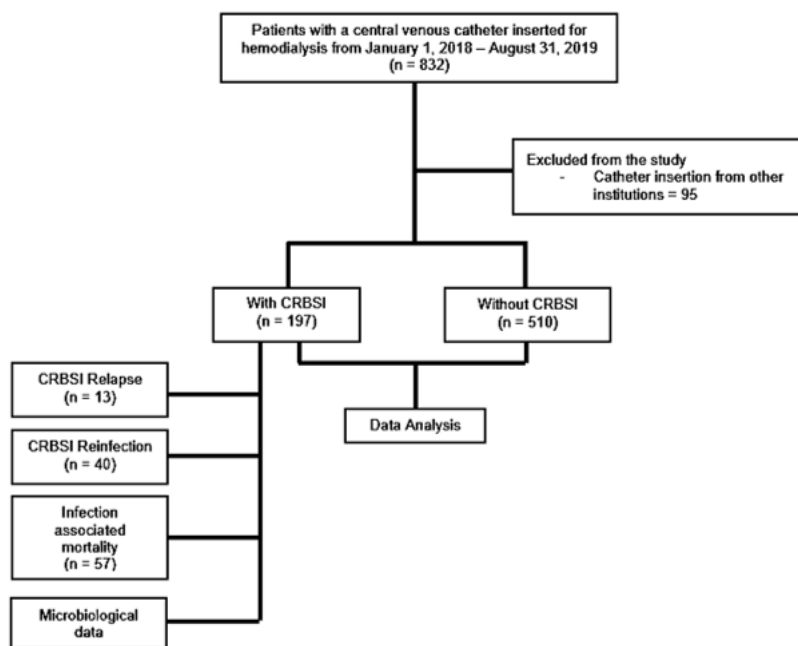 Patients with a central venous catheter inserted for
hemodialysis from January 1, 2018 – August 31, 2019
(n = 832)
Excluded from the study
- Catheter insertion from other
institutions = 95
With CRBSI
(n = 197)
Without CRBSI
(n = 510)
CRBSI Relapse
(n = 13)
Data Analysis
CRBSI Reinfection
(n = 40)
Infection
associated
mortality
(n = 57)
Microbiological
data